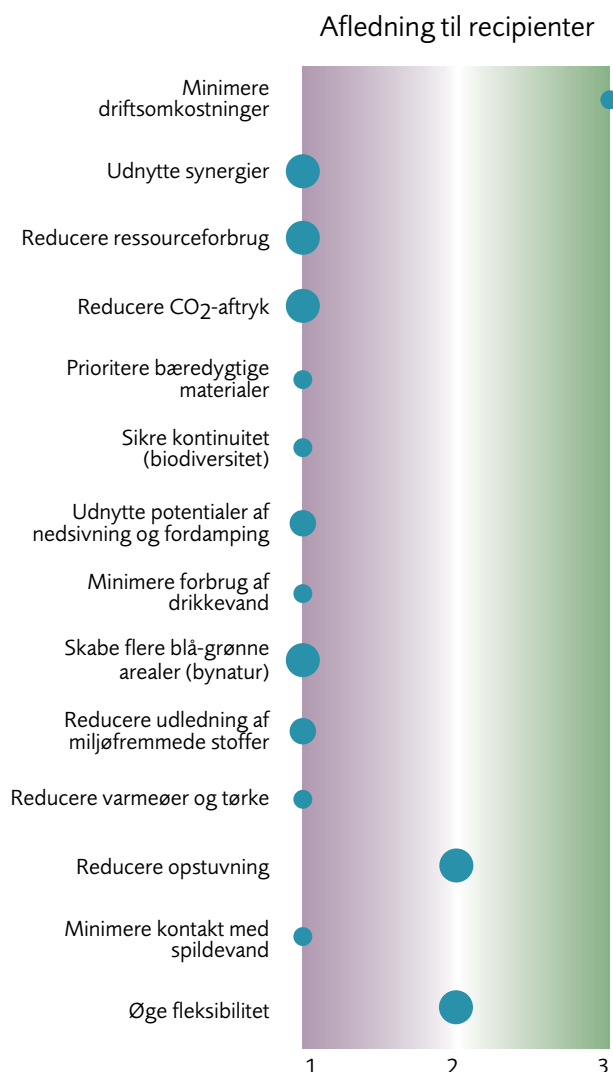 Afledning til recipienter
Minimere
driftsomkostninger
Udnytte synergier
Reducere ressourceforbrug
Reducere CO2-aftryk
Prioritere bæredygtige
materialer
Sikre kontinuitet
(biodiversitet)
Udnytte potentialer af
nedsivning og fordamping
Minimere forbrug af
drikkevand
Skabe flere blå-grønne
arealer (bynatur)
Reducere udledning af
miljøfremmede stoffer
Reducere varmeøer og tørke
Reducere opstuvning
Minimere kontakt med
spildevand
Øge fleksibilitet
1 2 3